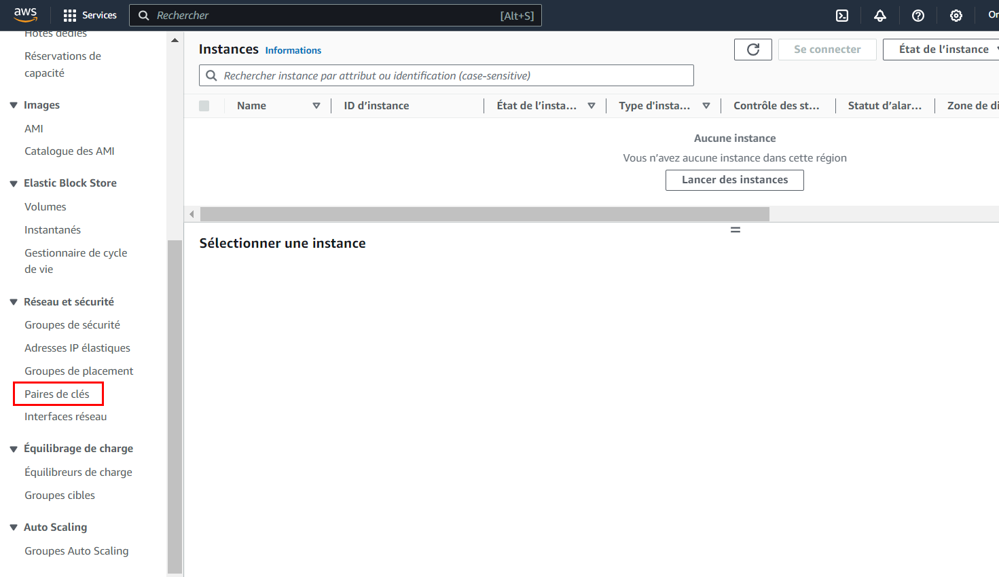 aws
Services
Rechercher
[Alt+S]
Hôtes dédiés
Réservations de
capacité
Images
AMI
Catalogue des AMI
Elastic Block Store
Volumes
Instantanés
Gestionnaire de cycle
de vie
Réseau et sécurité
Groupes de sécurité
Adresses IP élastiques
Groupes de placement
Paires de clés
Interfaces réseau
Équilibrage de charge
Équilibreurs de charge
Groupes cibles
Auto Scaling
Groupes Auto Scaling
Instances Informations
Se connecter
État de l’instance
Rechercher instance par attribut ou identification (case-sensitive)
Name
ID d’instance
État de l’insta…
Type d'insta…
Contrôle des st…
Statut d’alar…
Zone de di
Aucune instance
Vous n’avez aucune instance dans cette région
Lancer des instances
Sélectionner une instance